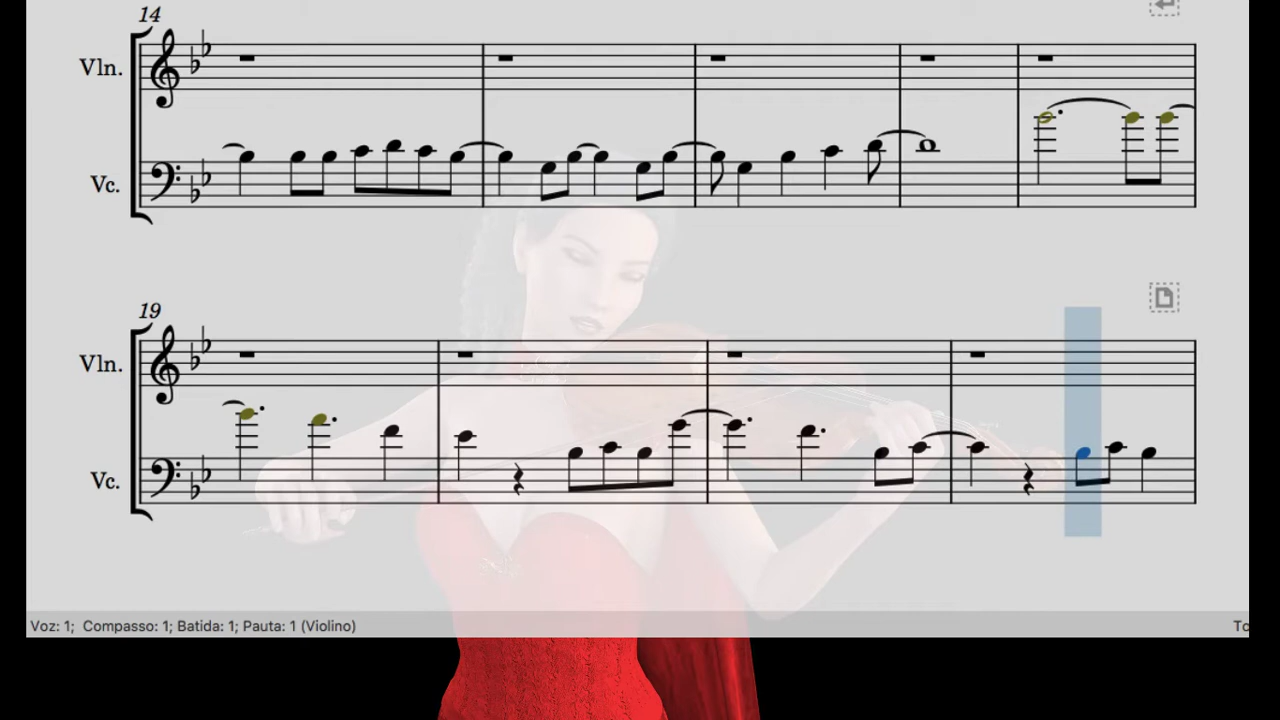 14
Vln.
Vc.
19
Vln.
Vc.
Voz: 1; Compasso: 1; Batida: 1; Pauta: 1 (Violino)